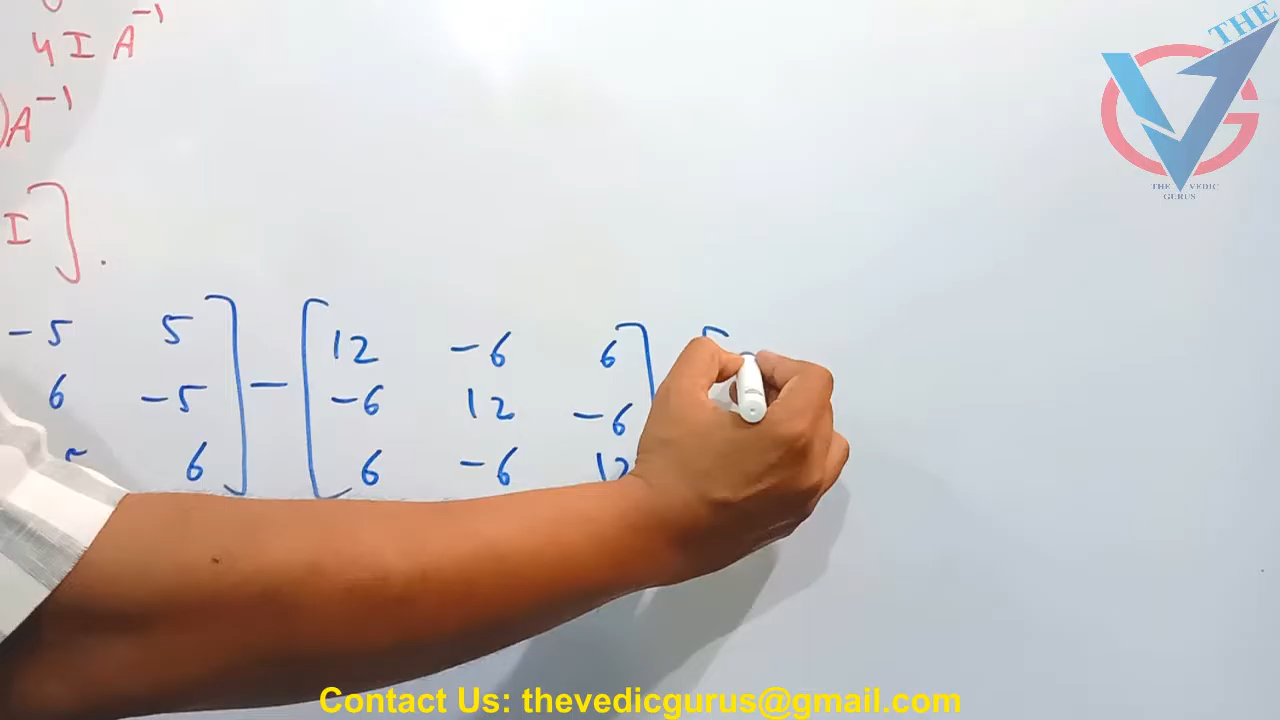 4 I A⁻¹
)A⁻¹
I ] .
-5 5 ] - [ 12 -6 6 ]
6 -5 -6 12 -6
6 6 -6 12
THE
THE VEDIC
GURUS
Contact Us: thevedicgurus@gmail.com